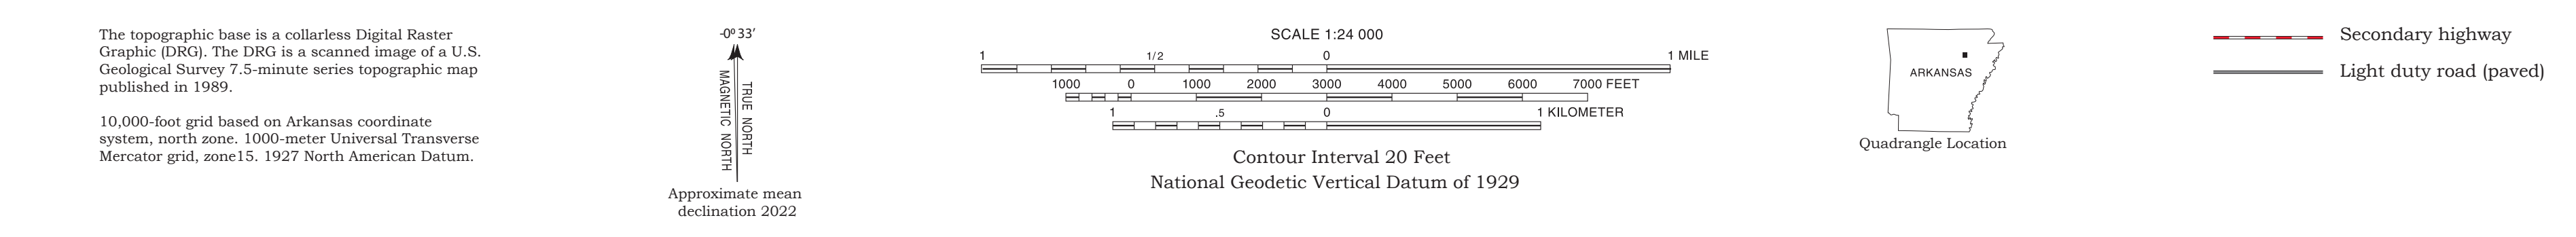 The topographic base is a collarless Digital Raster
Graphic (DRG). The DRG is a scanned image of a U.S.
Geological Survey 7.5-minute series topographic map
published in 1989.
10,000-foot grid based on Arkansas coordinate
system, north zone. 1000-meter Universal Transverse
Mercator grid, zone15. 1927 North American Datum.
-0º 33′
MAGNETIC NORTH
TRUE NORTH
Approximate mean
declination 2022
SCALE 1:24 000
1 1/2 0 1 MILE
1000 0 1000 2000 3000 4000 5000 6000 7000 FEET
1 .5 0 1 KILOMETER
Contour Interval 20 Feet
National Geodetic Vertical Datum of 1929
ARKANSAS
Quadrangle Location
Secondary highway
Light duty road (paved)